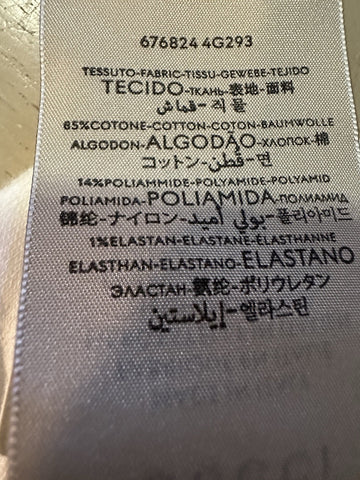 676824 4G293
TESSUTO-FABRIC-TISSU-GEWEBE-TEJIDO
TECIDO-ТКАНЬ-表地-面料
قماش-직물
85%COTONE-COTTON-COTON-BAUMWOLLE
ALGODON-ALGODÃO-ХЛОПОК-棉
コットン-قطن-면
14%POLIAMMIDE-POLYAMIDE-POLYAMID
POLIAMIDA-POLIAMIDA-ПОЛИАМИД
锦纶-ナイロン-بولي أميد-폴리아미드
1%ELASTAN-ELASTANE-ELASTHANNE
ELASTHAN-ELASTANO-ELASTANO
ЭЛАСТАН-氨纶-ポリウレタン
إيلاستين-엘라스틴